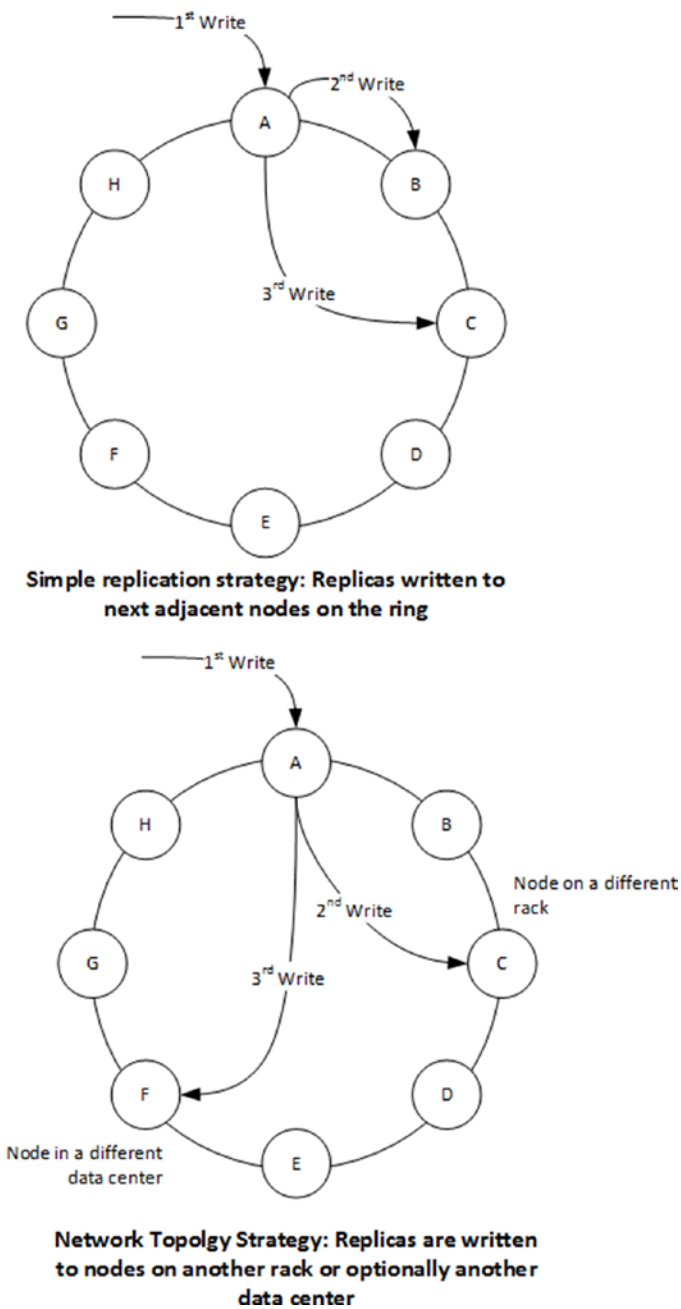 1st Write
2nd Write
A
H
B
3rd Write
G
C
F
D
E
Simple replication strategy: Replicas written to
next adjacent nodes on the ring
1st Write
A
H
B
Node on a different
rack
2nd Write
G
C
3rd Write
F
D
Node in a different
data center
E
Network Topolgy Strategy: Replicas are written
to nodes on another rack or optionally another
data center